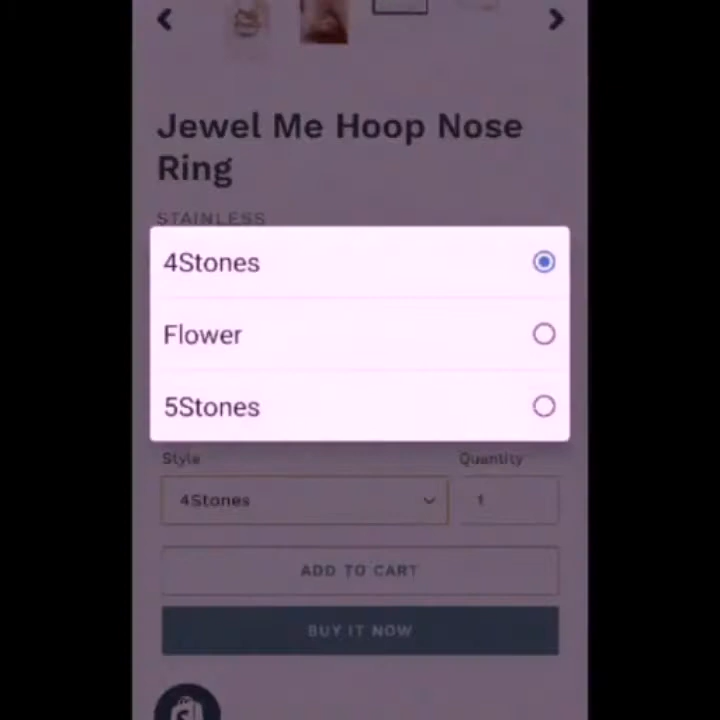 Jewel Me Hoop Nose
Ring
STAINLESS
4Stones
Flower
5Stones
Style Quantity
4Stones 1
ADD TO CART
BUY IT NOW